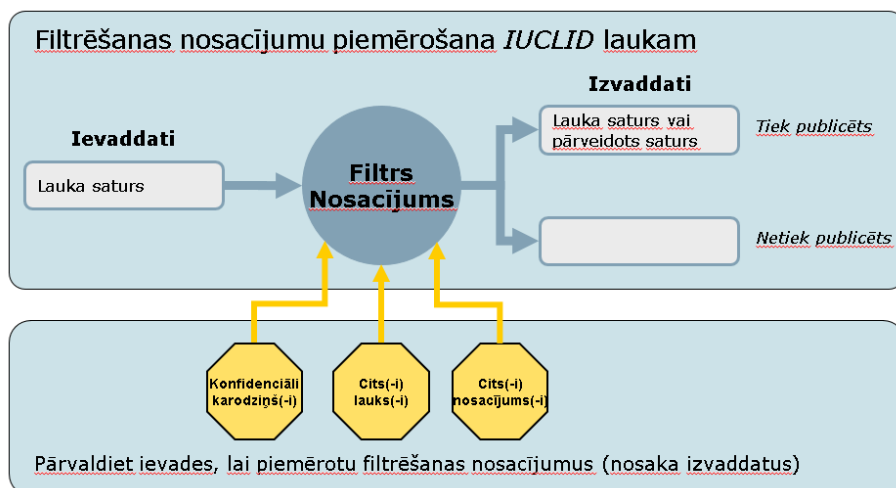 Filtrēšanas nosacījumu piemērošana IUCLID laukam
Izvaddati
Ievaddati
Lauka saturs vai
pārveidots saturs
Tiek publicēts
Lauka saturs
Filtrs
Nosacījums
Netiek publicēts
Konfidenciāli
karodziņš(-i)
Cits(-i)
lauks(-i)
Cits(-i)
nosacījums(-i)
Pārvaldiet ievades, lai piemērotu filtrēšanas nosacījumus (nosaka izvaddatus)